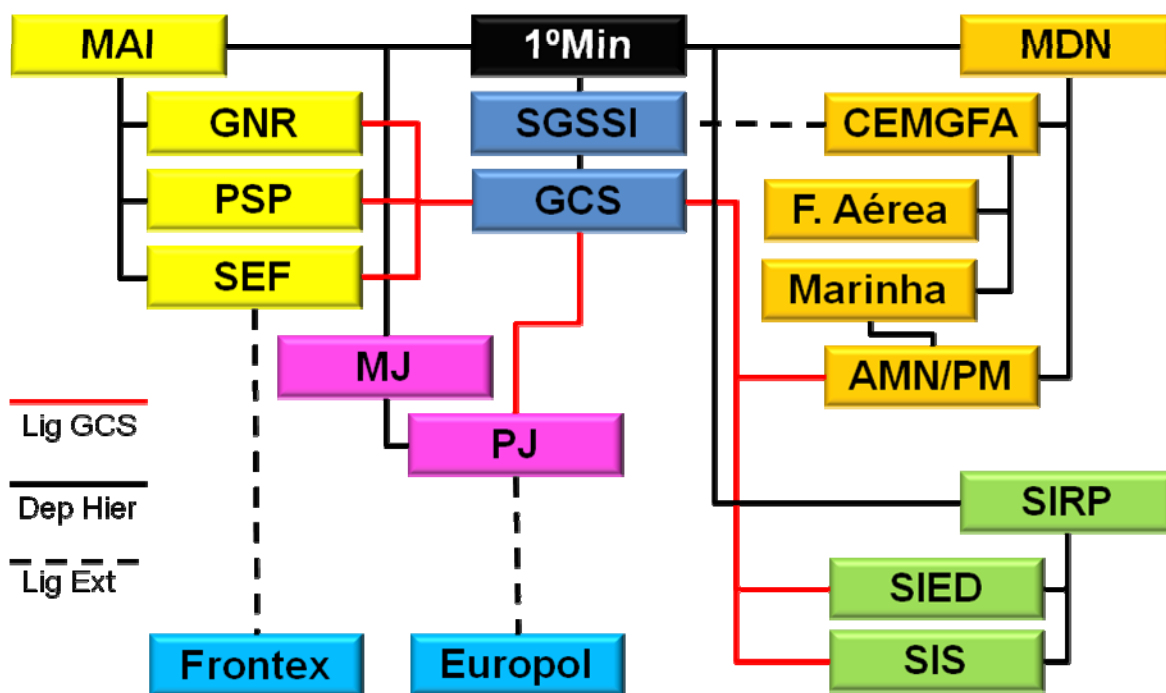 MAI
1ºMin
MDN
GNR
SGSSI
CEMGFA
PSP
GCS
F. Aérea
SEF
Marinha
MJ
AMN/PM
Lig GCS
PJ
Dep Hier
SIRP
Lig Ext
SIED
Frontex
Europol
SIS